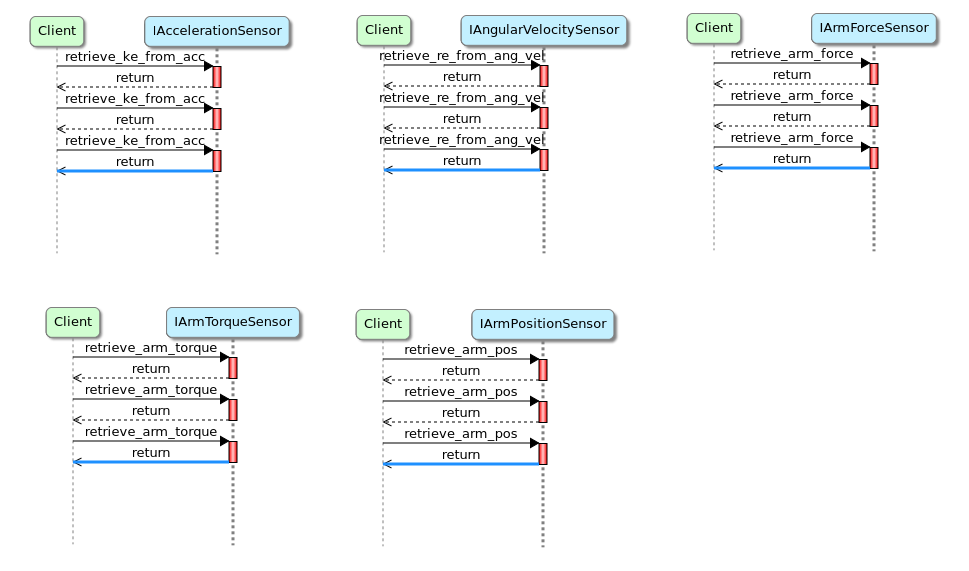 Client IAccelerationSensor
retrieve_ke_from_acc
return
retrieve_ke_from_acc
return
retrieve_ke_from_acc
return
Client IAngularVelocitySensor
retrieve_re_from_ang_vel
return
retrieve_re_from_ang_vel
return
retrieve_re_from_ang_vel
return
Client IArmForceSensor
retrieve_arm_force
return
retrieve_arm_force
return
retrieve_arm_force
return
Client IArmTorqueSensor
retrieve_arm_torque
return
retrieve_arm_torque
return
retrieve_arm_torque
return
Client IArmPositionSensor
retrieve_arm_pos
return
retrieve_arm_pos
return
retrieve_arm_pos
return